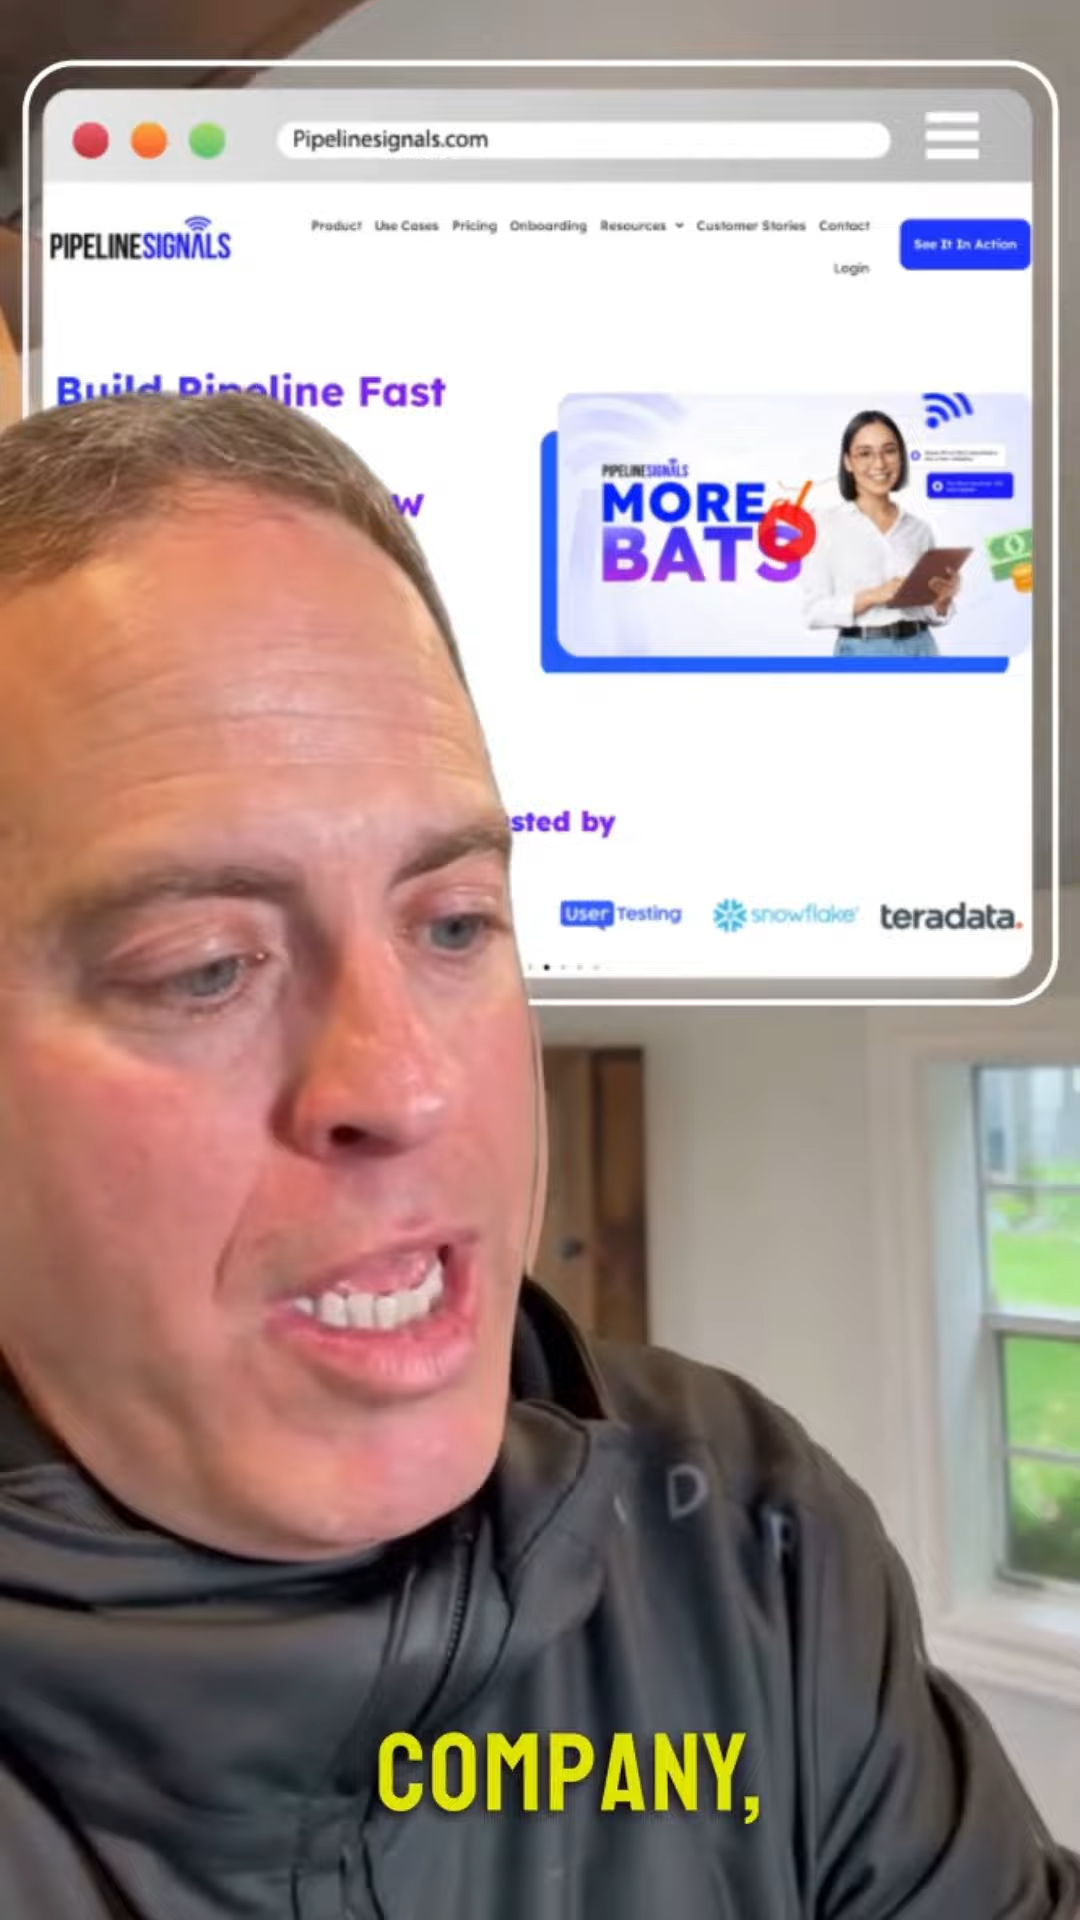 Pipelinesignals.com
PIPELINESIGNALS
Product Use Cases Pricing Onboarding Resources Customer Stories Contact
Login
See It In Action
Build Pipeline Fast
w
PIPELINESIGNALS
MORE at
BATS
sted by
User Testing
snowflake
teradata.
D
COMPANY,